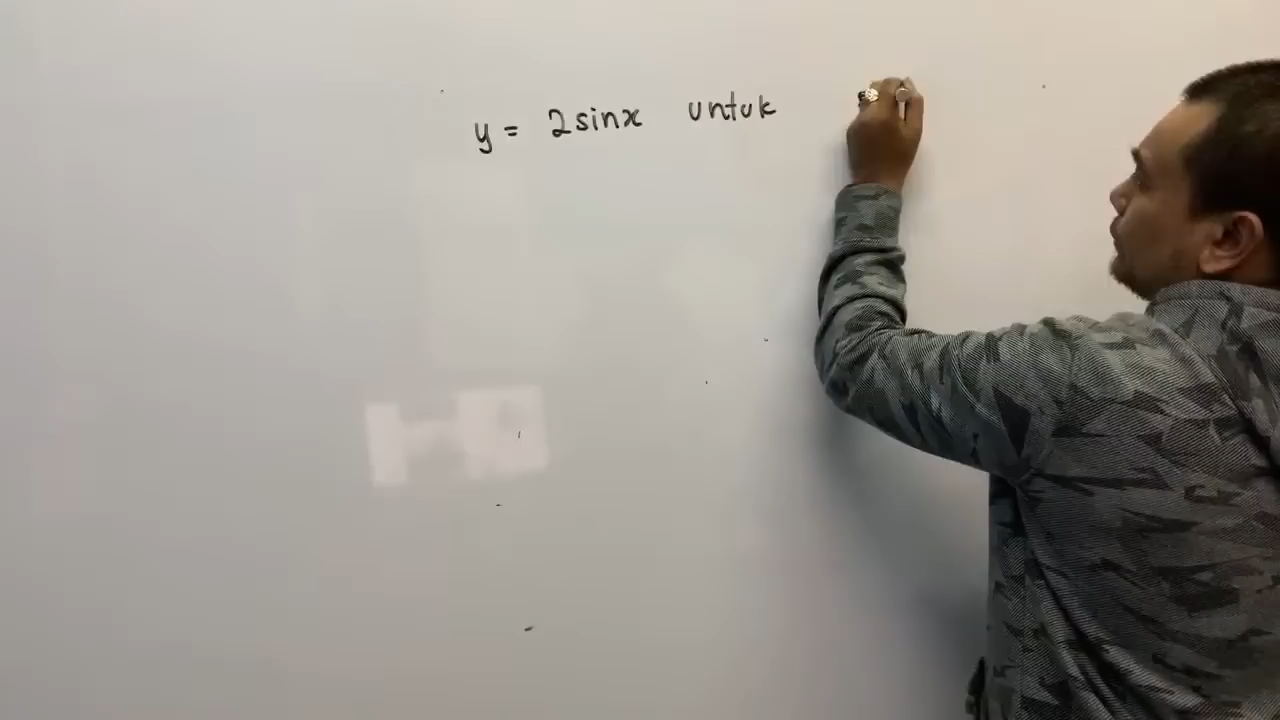 y = 2sinx untuk